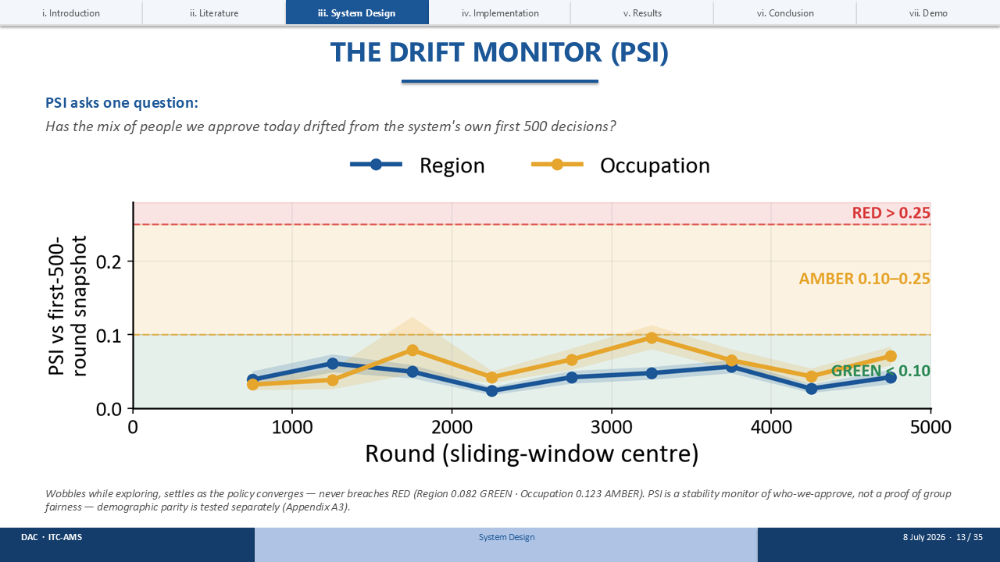 i. Introduction
ii. Literature
iii. System Design
iv. Implementation
v. Results
vi. Conclusion
vii. Demo
THE DRIFT MONITOR (PSI)
PSI asks one question:
Has the mix of people we approve today drifted from the system's own first 500 decisions?
Region
Occupation
RED > 0.25
AMBER 0.10–0.25
GREEN < 0.10
PSI vs first-500-
round snapshot
0.2
0.1
0.0
0
1000
2000
3000
4000
5000
Round (sliding-window centre)
Wobbles while exploring, settles as the policy converges — never breaches RED (Region 0.082 GREEN · Occupation 0.123 AMBER). PSI is a stability monitor of who-we-approve, not a proof of group
fairness — demographic parity is tested separately (Appendix A3).
DAC · ITC-AMS
System Design
8 July 2026 · 13 / 35